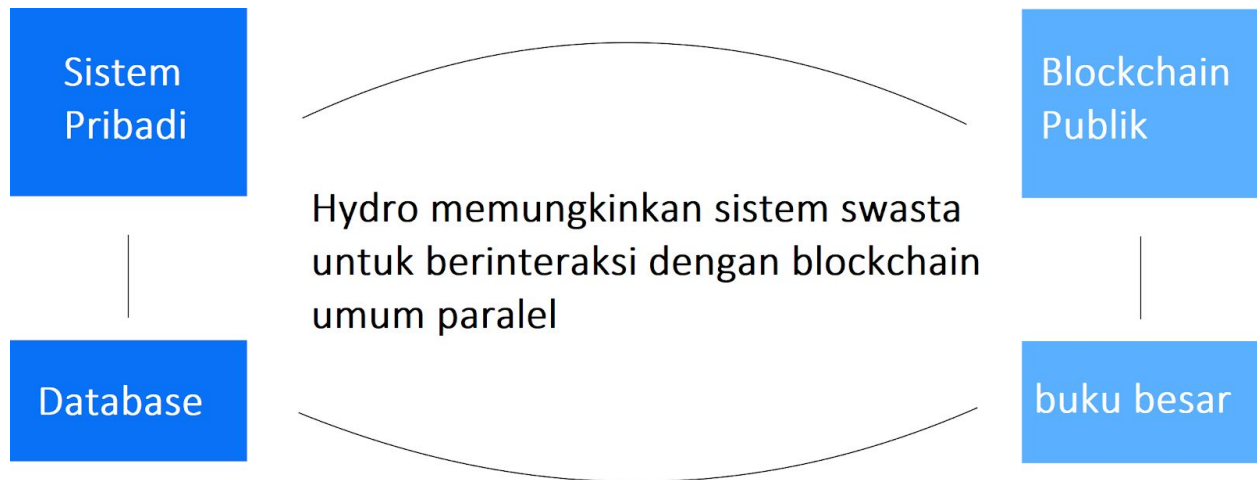 Sistem
Pribadi
Blockchain
Publik
Hydro memungkinkan sistem swasta
untuk berinteraksi dengan blockchain
umum paralel
Database
buku besar